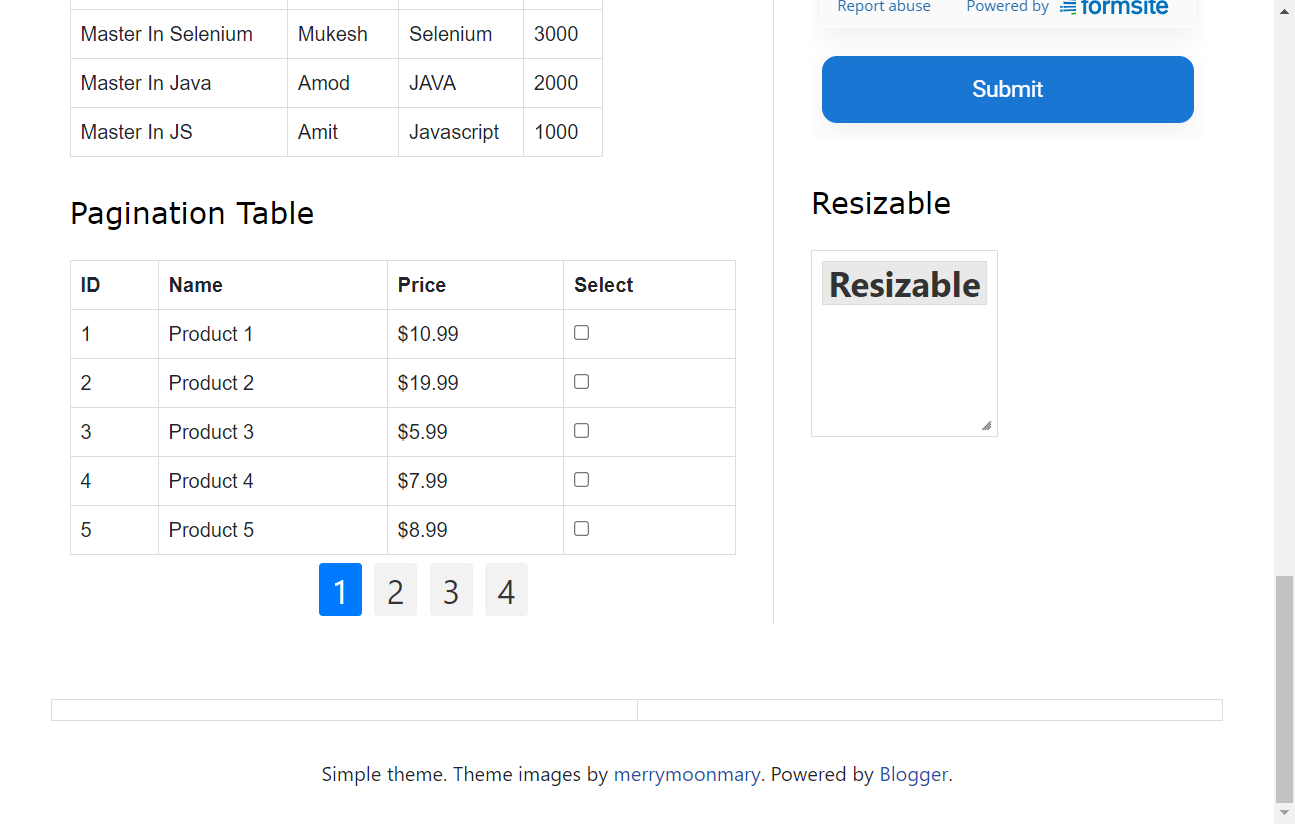 Master In Selenium Mukesh Selenium 3000
Master In Java Amod JAVA 2000
Master In JS Amit Javascript 1000
Pagination Table
ID Name Price Select
1 Product 1 $10.99
2 Product 2 $19.99
3 Product 3 $5.99
4 Product 4 $7.99
5 Product 5 $8.99
1 2 3 4
Report abuse Powered by formsite
Submit
Resizable
Resizable
Simple theme. Theme images by merrymoonmary. Powered by Blogger.